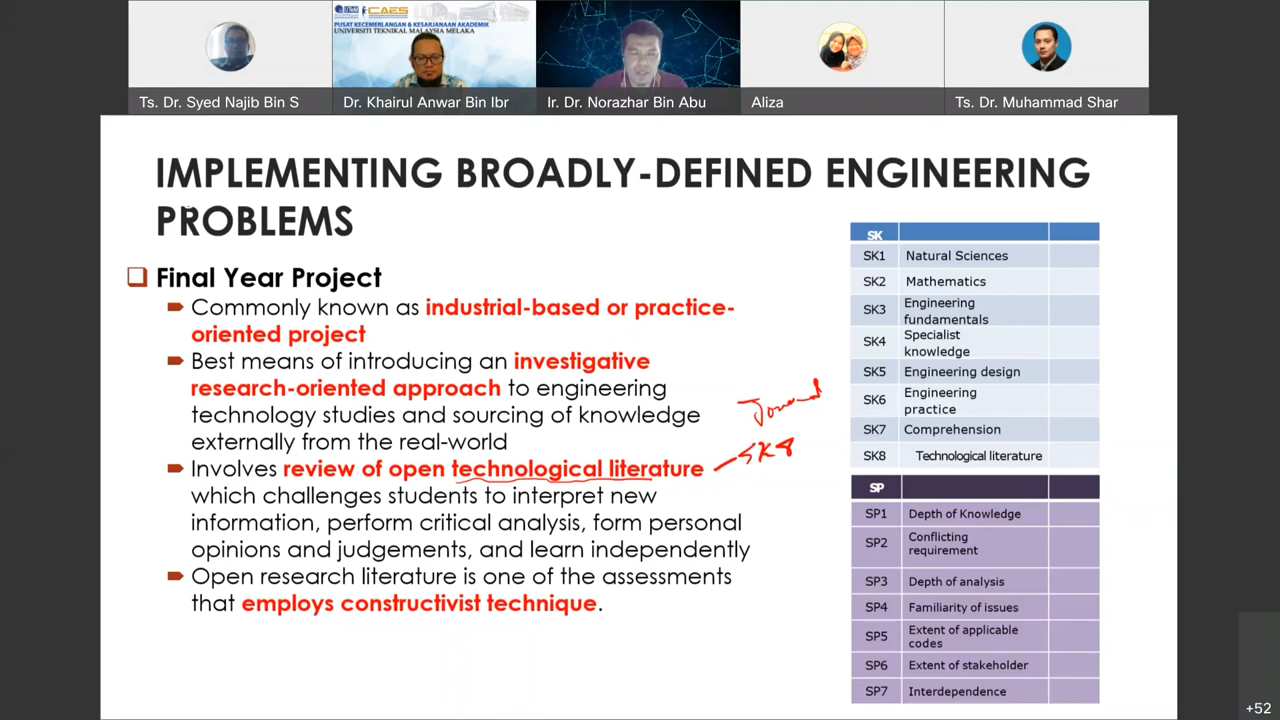 UTeM CAES
PUSAT KECEMERLANGAN & KESARJANAAN AKADEMIK
UNIVERSITI TEKNIKAL MALAYSIA MELAKA
Ts. Dr. Syed Najib Bin S
Dr. Khairul Anwar Bin Ibr
Ir. Dr. Norazhar Bin Abu
Aliza
Ts. Dr. Muhammad Shar
IMPLEMENTING BROADLY-DEFINED ENGINEERING
PROBLEMS
Final Year Project
Commonly known as industrial-based or practice-
oriented project
Best means of introducing an investigative
research-oriented approach to engineering
technology studies and sourcing of knowledge
externally from the real-world
Involves review of open technological literature
which challenges students to interpret new
information, perform critical analysis, form personal
opinions and judgements, and learn independently
Open research literature is one of the assessments
that employs constructivist technique.
Journal
SK8
SK
SK1 Natural Sciences
SK2 Mathematics
SK3 Engineering
fundamentals
SK4 Specialist
knowledge
SK5 Engineering design
SK6 Engineering
practice
SK7 Comprehension
SK8 Technological literature
SP
SP1 Depth of Knowledge
SP2 Conflicting
requirement
SP3 Depth of analysis
SP4 Familiarity of issues
SP5 Extent of applicable
codes
SP6 Extent of stakeholder
SP7 Interdependence
+52